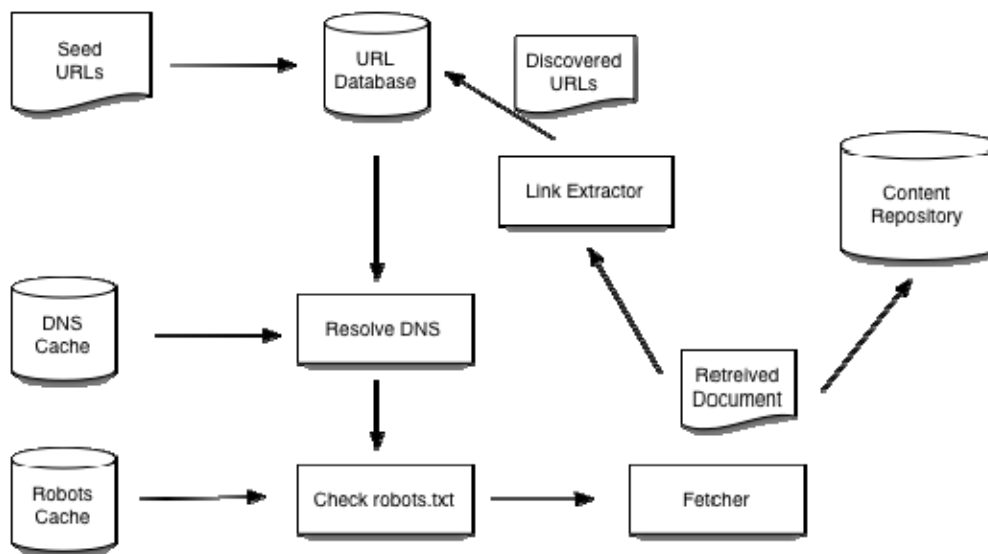 Seed
URLs
URL
Database
Discovered
URLs
Link Extractor
Content
Repository
DNS
Cache
Resolve DNS
Retreived
Document
Robots
Cache
Check robots.txt
Fetcher